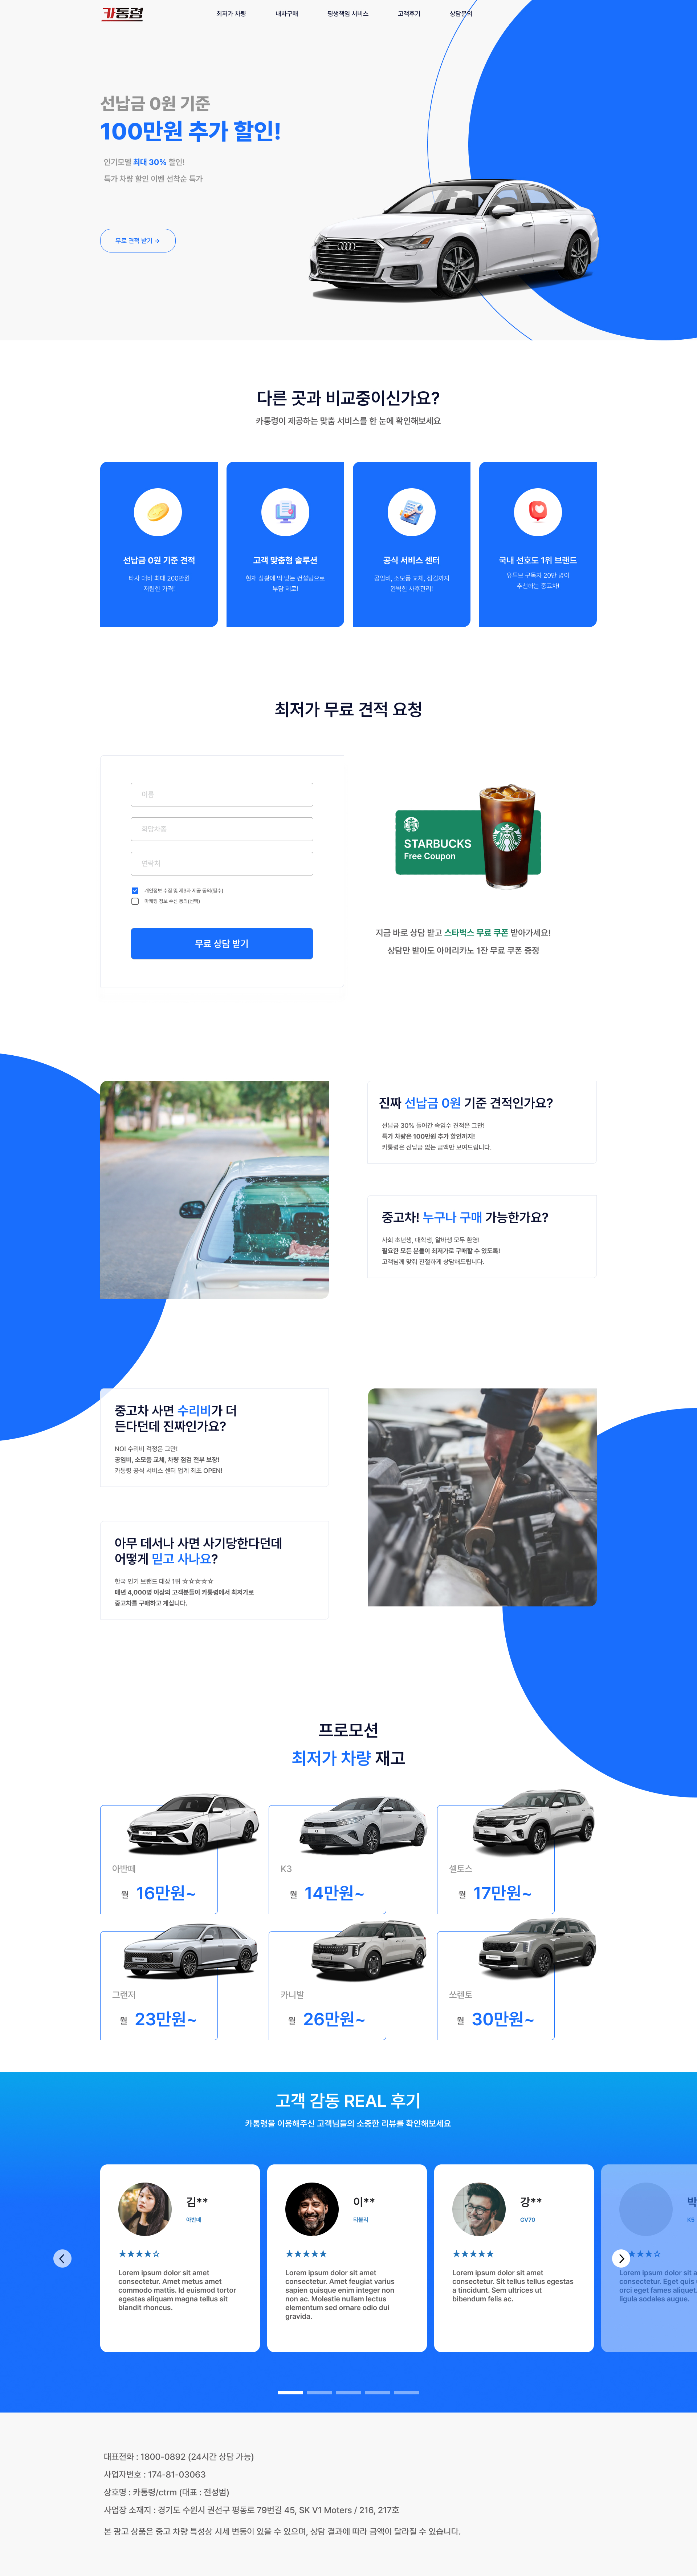 카통령
최저가 차량
내차구매
평생책임 서비스
고객후기
상담문의
선납금 0원 기준
100만원 추가 할인!
인기모델 최대 30% 할인!
특가 차량 할인 이벤 선착순 특가
무료 견적 받기 →
다른 곳과 비교중이신가요?
카통령이 제공하는 맞춤 서비스를 한 눈에 확인해보세요
선납금 0원 기준 견적
타사 대비 최대 200만원
저렴한 가격!
고객 맞춤형 솔루션
현재 상황에 딱 맞는 컨설팅으로
부담 제로!
공식 서비스 센터
공임비, 소모품 교체, 점검까지
완벽한 사후관리!
국내 선호도 1위 브랜드
유튜브 구독자 20만 명이
추천하는 중고차!
최저가 무료 견적 요청
이름
희망차종
연락처
개인정보 수집 및 제3자 제공 동의(필수)
마케팅 정보 수신 동의(선택)
무료 상담 받기
STARBUCKS
Free Coupon
지금 바로 상담 받고 스타벅스 무료 쿠폰 받아가세요!
상담만 받아도 아메리카노 1잔 무료 쿠폰 증정
진짜 선납금 0원 기준 견적인가요?
선납금 30% 들어간 속임수 견적은 그만!
특가 차량은 100만원 추가 할인까지!
카통령은 선납금 없는 금액만 보여드립니다.
중고차! 누구나 구매 가능한가요?
사회 초년생, 대학생, 알바생 모두 환영!
필요한 모든 분들이 최저가로 구매할 수 있도록!
고객님께 맞춰 친절하게 상담해드립니다.
중고차 사면 수리비가 더
든다던데 진짜인가요?
NO! 수리비 걱정은 그만!
공임비, 소모품 교체, 차량 점검 전부 보장!
카통령 공식 서비스 센터 업계 최초 OPEN!
아무 데서나 사면 사기당한다던데
어떻게 믿고 사나요?
한국 인기 브랜드 대상 1위 ☆☆☆☆☆
매년 4,000명 이상의 고객분들이 카통령에서 최저가로
중고차를 구매하고 계십니다.
프로모션
최저가 차량 재고
아반떼
월 16만원~
K3
월 14만원~
셀토스
월 17만원~
그랜저
월 23만원~
카니발
월 26만원~
쏘렌토
월 30만원~
고객 감동 REAL 후기
카통령을 이용해주신 고객님들의 소중한 리뷰를 확인해보세요
김**
아반떼
★★★★☆
Lorem ipsum dolor sit amet
consectetur. Amet metus amet
commodo mattis. Id euismod tortor
egestas aliquam magna tellus sit
blandit rhoncus.
이**
티볼리
★★★★★
Lorem ipsum dolor sit amet
consectetur. Amet feugiat varius
sapien quisque enim integer non
non ac. Molestie nullam lectus
elementum sed ornare odio dui
gravida.
강**
GV70
★★★★★
Lorem ipsum dolor sit amet
consectetur. Sit tellus tellus egestas
a tincidunt. Sem ultrices ut
bibendum felis ac.
박
K5
★★★☆
Lorem ipsum dolor sit a
consectetur. Eget quis
orci eget fames aliquet
ligula sodales augue.
대표전화 : 1800-0892 (24시간 상담 가능)
사업자번호 : 174-81-03063
상호명 : 카통령/ctrm (대표 : 전성범)
사업장 소재지 : 경기도 수원시 권선구 평동로 79번길 45, SK V1 Moters / 216, 217호
본 광고 상품은 중고 차량 특성상 시세 변동이 있을 수 있으며, 상담 결과에 따라 금액이 달라질 수 있습니다.